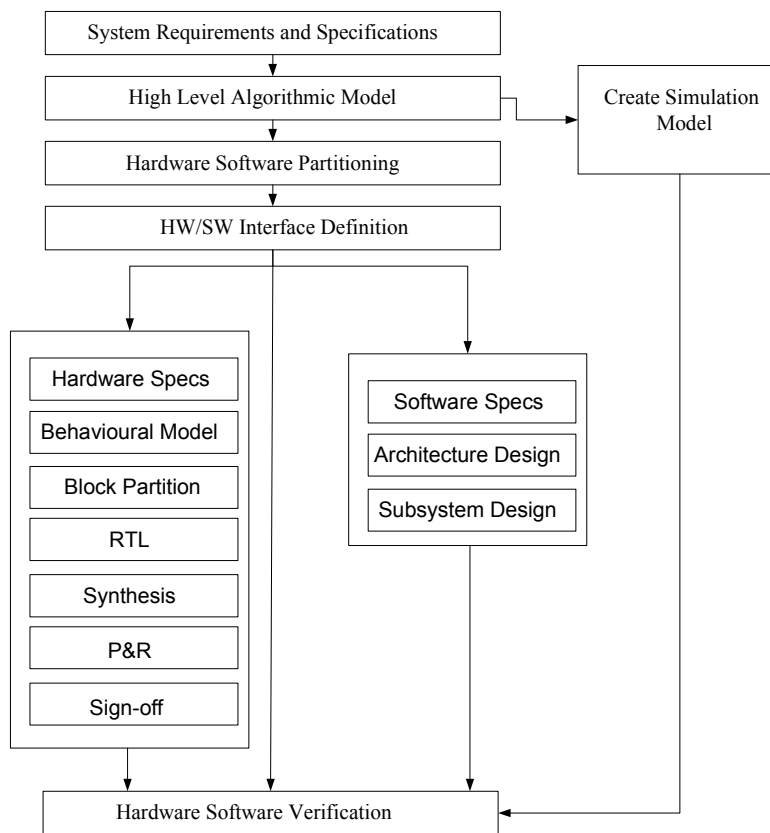 System Requirements and Specifications
High Level Algorithmic Model
Create Simulation
Model
Hardware Software Partitioning
HW/SW Interface Definition
Hardware Specs
Behavioural Model
Block Partition
RTL
Synthesis
P&R
Sign-off
Software Specs
Architecture Design
Subsystem Design
Hardware Software Verification